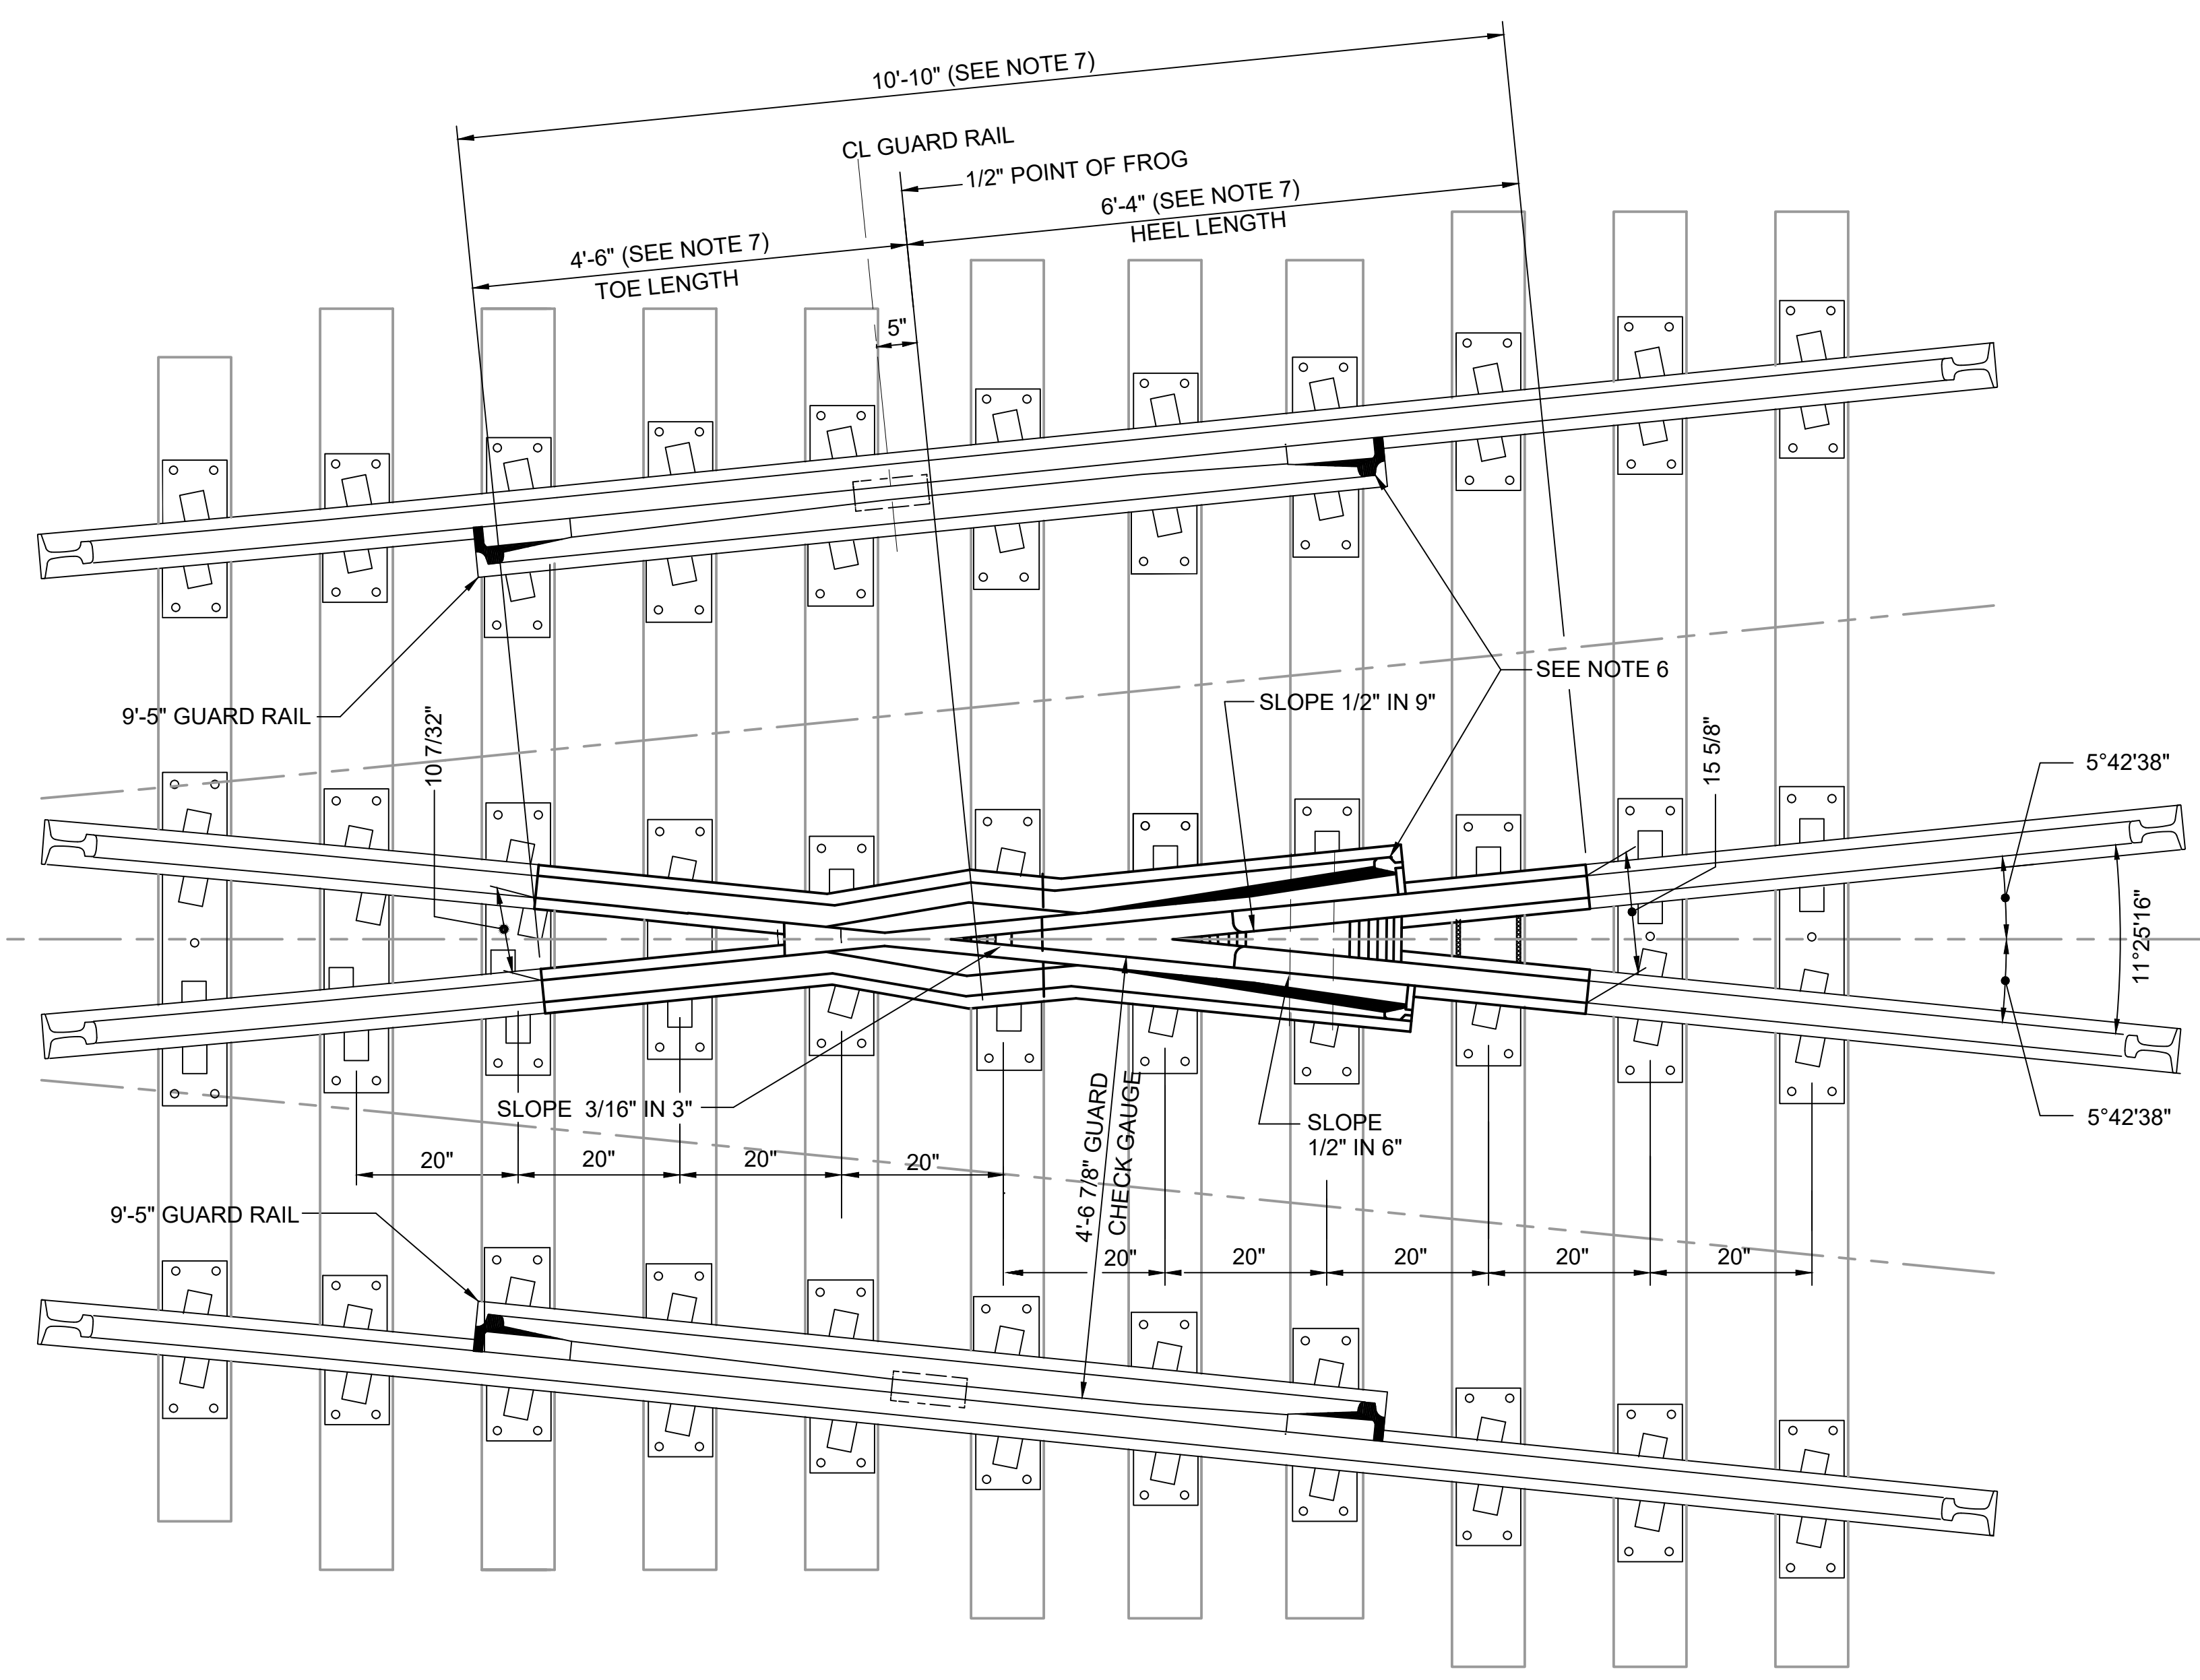 10'-10" (SEE NOTE 7)
CL GUARD RAIL
1/2" POINT OF FROG
6'-4" (SEE NOTE 7)
HEEL LENGTH
4'-6" (SEE NOTE 7)
TOE LENGTH
5"
SEE NOTE 6
SLOPE 1/2" IN 9"
9'-5" GUARD RAIL
10 7/32"
15 5/8"
5°42'38"
11°25'16"
5°42'38"
SLOPE 3/16" IN 3"
SLOPE
1/2" IN 6"
4'-6 7/8" GUARD
CHECK GAUGE
20"
20"
20"
20"
9'-5" GUARD RAIL
20"
20"
20"
20"
20"